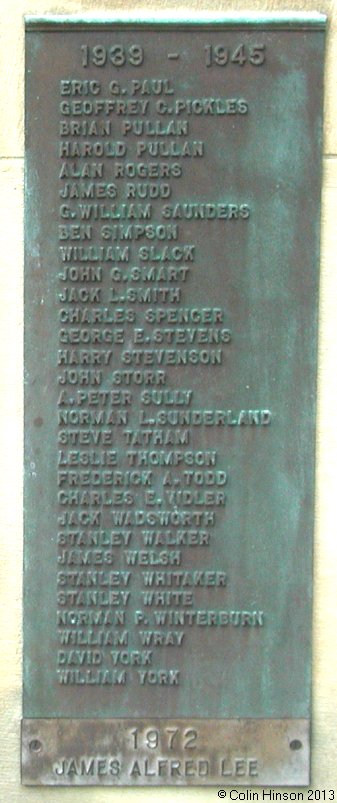 1939 - 1945
ERIC G. PAUL
GEOFFREY C. PICKLES
BRIAN PULLAN
HAROLD PULLAN
ALAN ROGERS
JAMES RUDD
G. WILLIAM SAUNDERS
BEN SIMPSON
WILLIAM SLACK
JOHN G. SMART
JACK L. SMITH
CHARLES SPENCER
GEORGE E. STEVENS
HARRY STEVENSON
JOHN STORR
A. PETER SULLY
NORMAN L. SUNDERLAND
STEVE TATHAM
LESLIE THOMPSON
FREDERICK A. TODD
CHARLES E. VIDLER
JACK WADSWORTH
STANLEY WALKER
JAMES WELSH
STANLEY WHITAKER
STANLEY WHITE
NORMAN P. WINTERBURN
WILLIAM WRAY
DAVID YORK
WILLIAM YORK
1972
JAMES ALFRED LEE
©Colin Hinson 2013